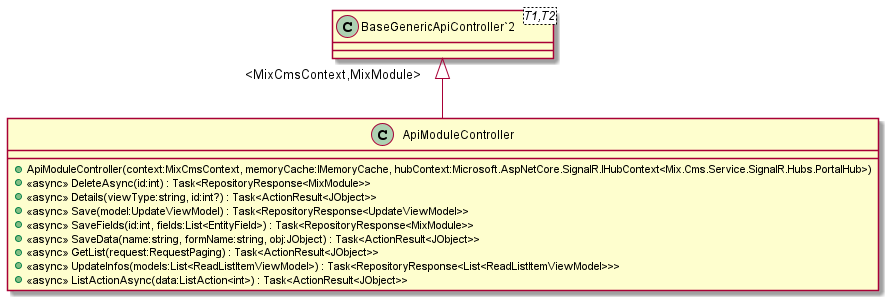 C BaseGenericApiController`2 T1,T2
<MixCmsContext,MixModule>
C ApiModuleController
ApiModuleController(context:MixCmsContext, memoryCache:IMemoryCache, hubContext:Microsoft.AspNetCore.SignalR.IHubContext<Mix.Cms.Service.SignalR.Hubs.PortalHub>)
«async» DeleteAsync(id:int) : Task<RepositoryResponse<MixModule>>
«async» Details(viewType:string, id:int?) : Task<ActionResult<JObject>>
«async» Save(model:UpdateViewModel) : Task<RepositoryResponse<UpdateViewModel>>
«async» SaveFields(id:int, fields:List<EntityField>) : Task<RepositoryResponse<MixModule>>
«async» SaveData(name:string, formName:string, obj:JObject) : Task<ActionResult<JObject>>
«async» GetList(request:RequestPaging) : Task<ActionResult<JObject>>
«async» UpdateInfos(models:List<ReadListItemViewModel>) : Task<RepositoryResponse<List<ReadListItemViewModel>>>
«async» ListActionAsync(data:ListAction<int>) : Task<ActionResult<JObject>>